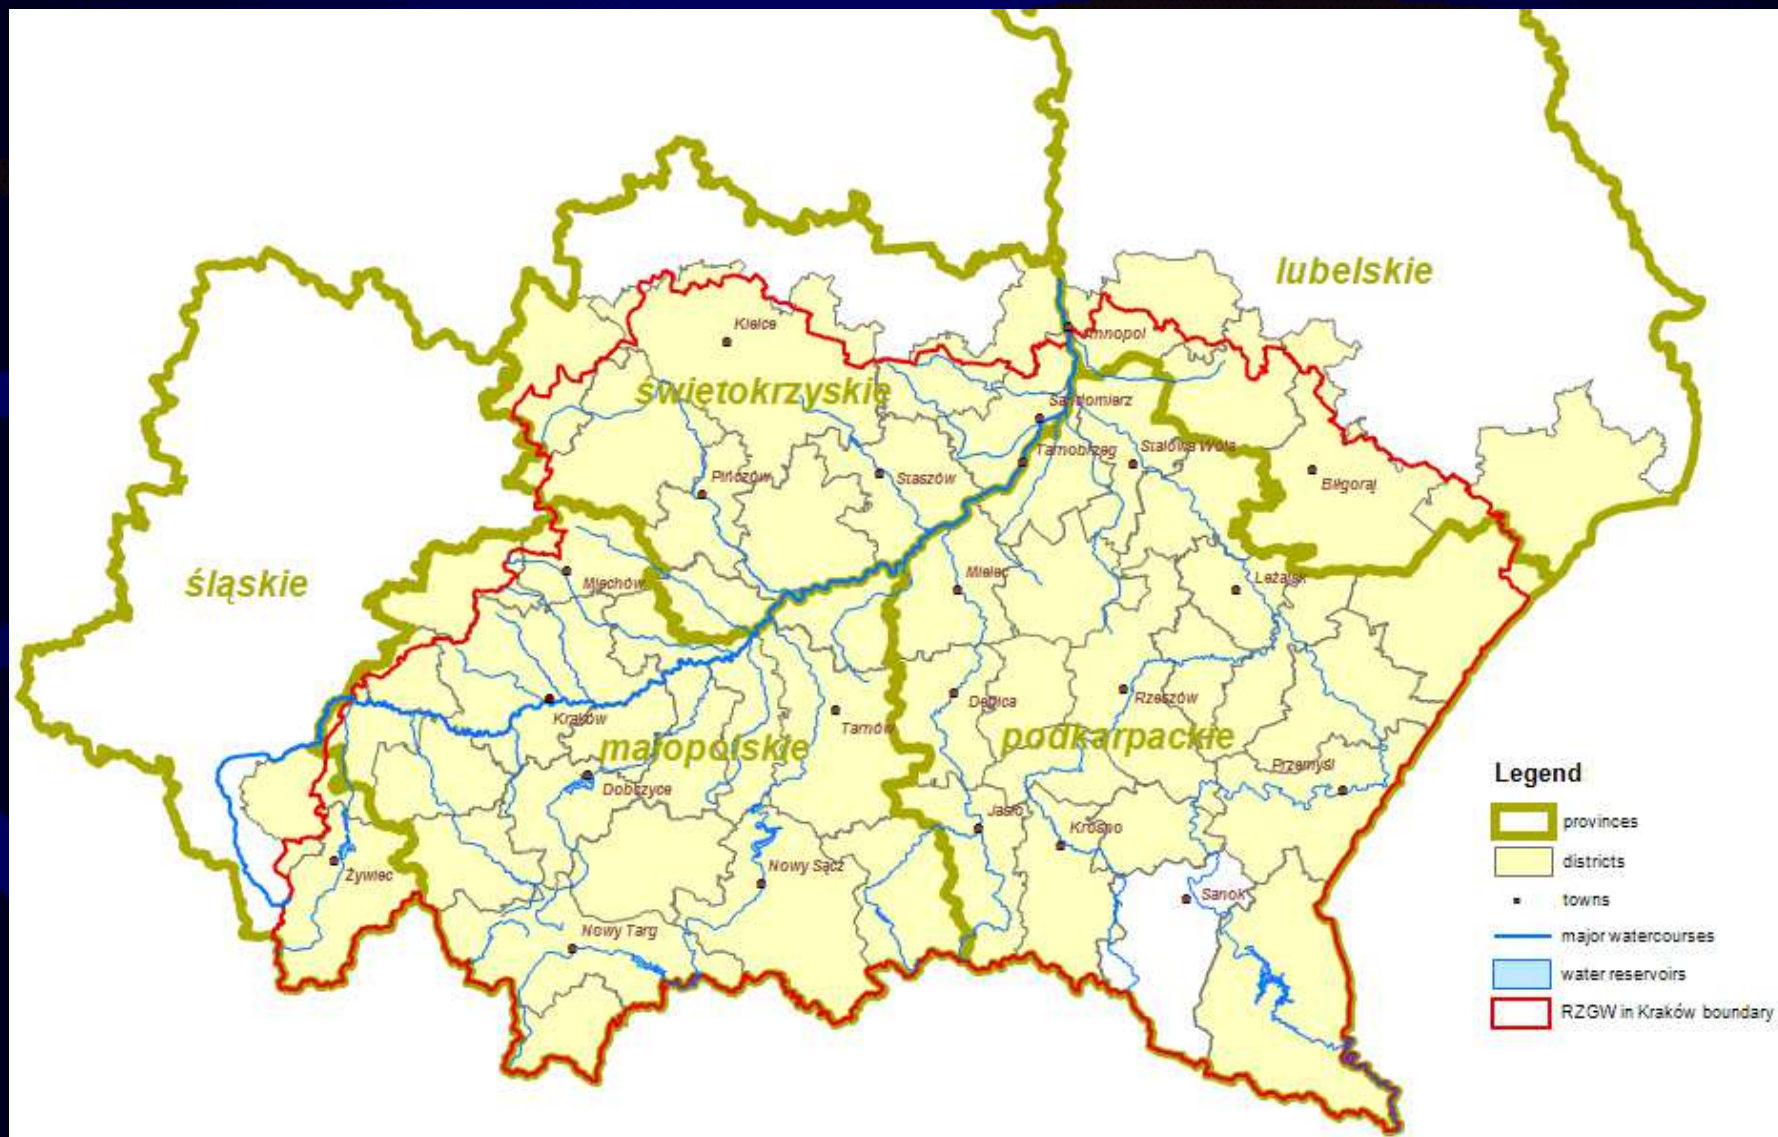 lubelskie
Kielce
Annopol
świetokrzyskie
Sandomierz
Tarnobrzeg
Stalowa Wola
Pińczów
Staszów
Biłgoraj
śląskie
Miechów
Mielec
Leżajsk
Kraków
Tarnów
Dębica
Rzeszów
małopolskie
podkarpackie
Dobczyce
Przemyśl
Jasło
Krosno
Żywiec
Nowy Sącz
Sanok
Nowy Targ
Legend
provinces
districts
towns
major watercourses
water reservoirs
RZGW in Kraków boundary